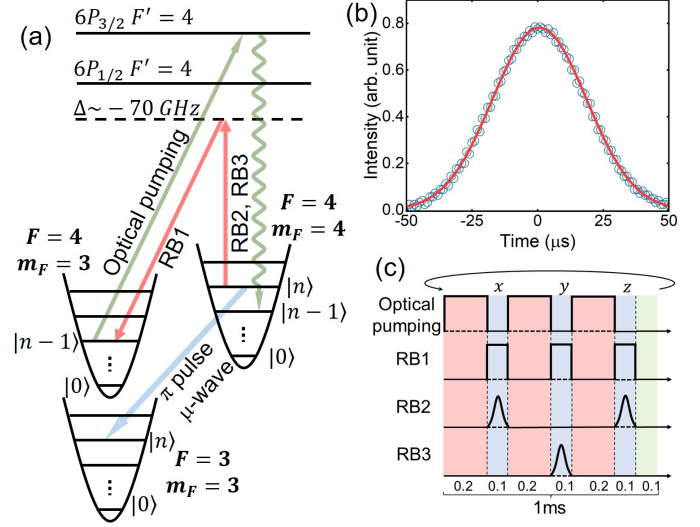 (a)
6P3/2 F′ = 4
6P1/2 F′ = 4
Δ~ − 70 GHz
Optical pumping
RB1
RB2, RB3
F = 4
mF = 3
F = 4
mF = 4
|n⟩
|n−1⟩
|n − 1⟩
⋮
⋮
|0⟩
|0⟩
π pulse
μ-wave
|n⟩
⋮
|0⟩
F = 3
mF = 3
(b)
Intensity (arb. unit)
0.8
0.6
0.4
0.2
0.0
-50
-25
0
25
50
Time (μs)
(c)
x
y
z
Optical
pumping
RB1
RB2
RB3
0.2
0.1
0.2
0.1
0.2
0.1
0.1
1ms